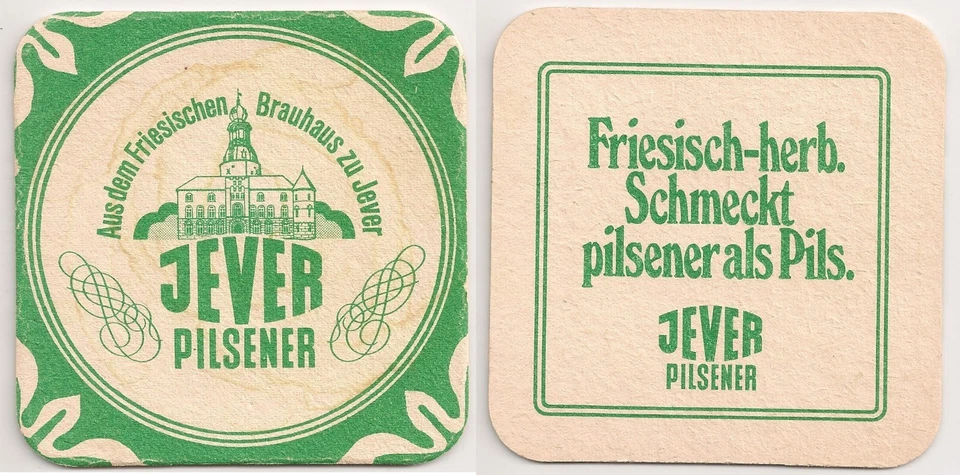 Aus dem Friesischen Brauhaus zu Jever
JEVER
PILSENER
Friesisch-herb.
Schmeckt
pilsener als Pils.
JEVER
PILSENER